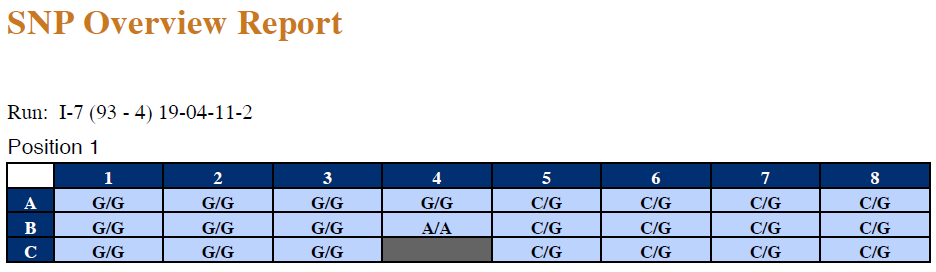 SNP Overview Report
Run: I-7 (93 - 4) 19-04-11-2
Position 1
1 2 3 4 5 6 7 8
A G/G G/G G/G G/G C/G C/G C/G C/G
B G/G G/G G/G A/A C/G C/G C/G C/G
C G/G G/G G/G C/G C/G C/G C/G